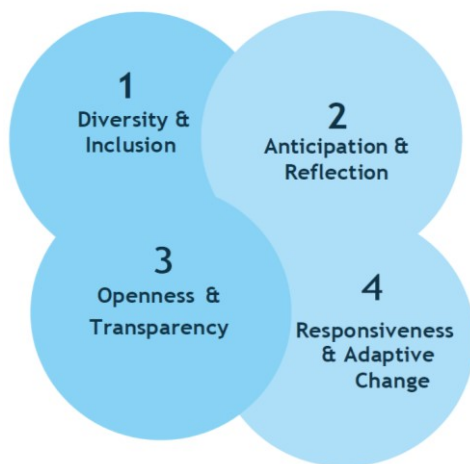 1
Diversity &
Inclusion
2
Anticipation &
Reflection
3
Openness &
Transparency
4
Responsiveness
& Adaptive
Change